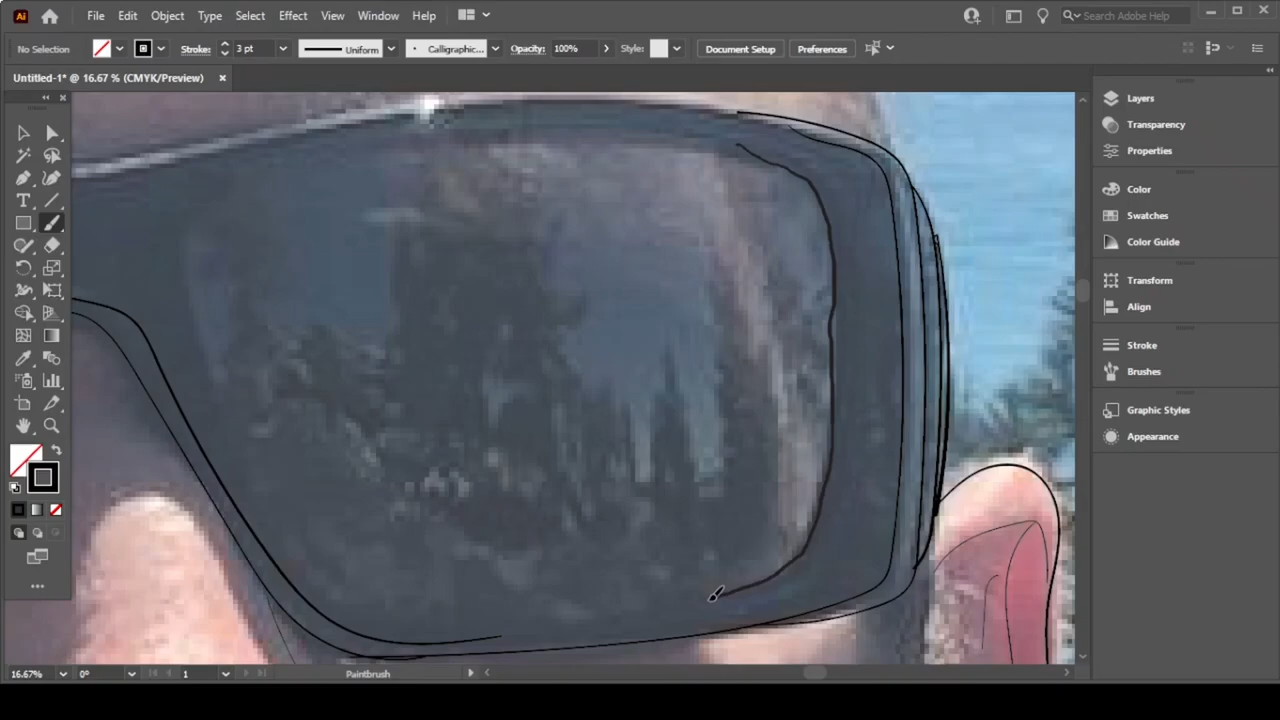 Ai File Edit Object Type Select Effect View Window Help Search Adobe Help
No Selection Stroke: 3 pt Uniform Calligraphic... Opacity: 100% Style: Document Setup Preferences
Untitled-1* @ 16.67 % (CMYK/Preview)
Layers
Transparency
Properties
Color
Swatches
Color Guide
Transform
Align
Stroke
Brushes
Graphic Styles
Appearance
16.67% 0° 1 Paintbrush